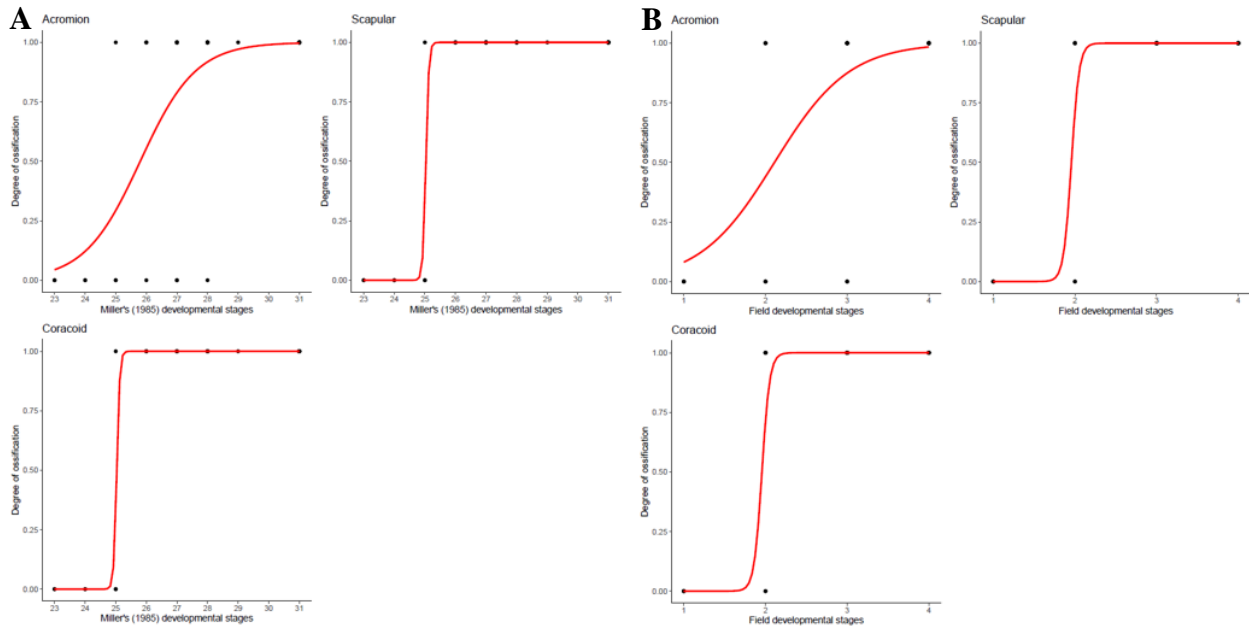 A
Acromion
1.00
0.75
0.50
0.25
0.00
Degree of ossification
23 24 25 26 27 28 29 30 31
Miller's (1985) developmental stages
Scapular
1.00
0.75
0.50
0.25
0.00
Degree of ossification
23 24 25 26 27 28 29 30 31
Miller's (1985) developmental stages
Coracoid
1.00
0.75
0.50
0.25
0.00
Degree of ossification
23 24 25 26 27 28 29 30 31
Miller's (1985) developmental stages
B
Acromion
1.00
0.75
0.50
0.25
0.00
Degree of ossification
1 2 3 4
Field developmental stages
Scapular
1.00
0.75
0.50
0.25
0.00
Degree of ossification
1 2 3 4
Field developmental stages
Coracoid
1.00
0.75
0.50
0.25
0.00
Degree of ossification
1 2 3 4
Field developmental stages